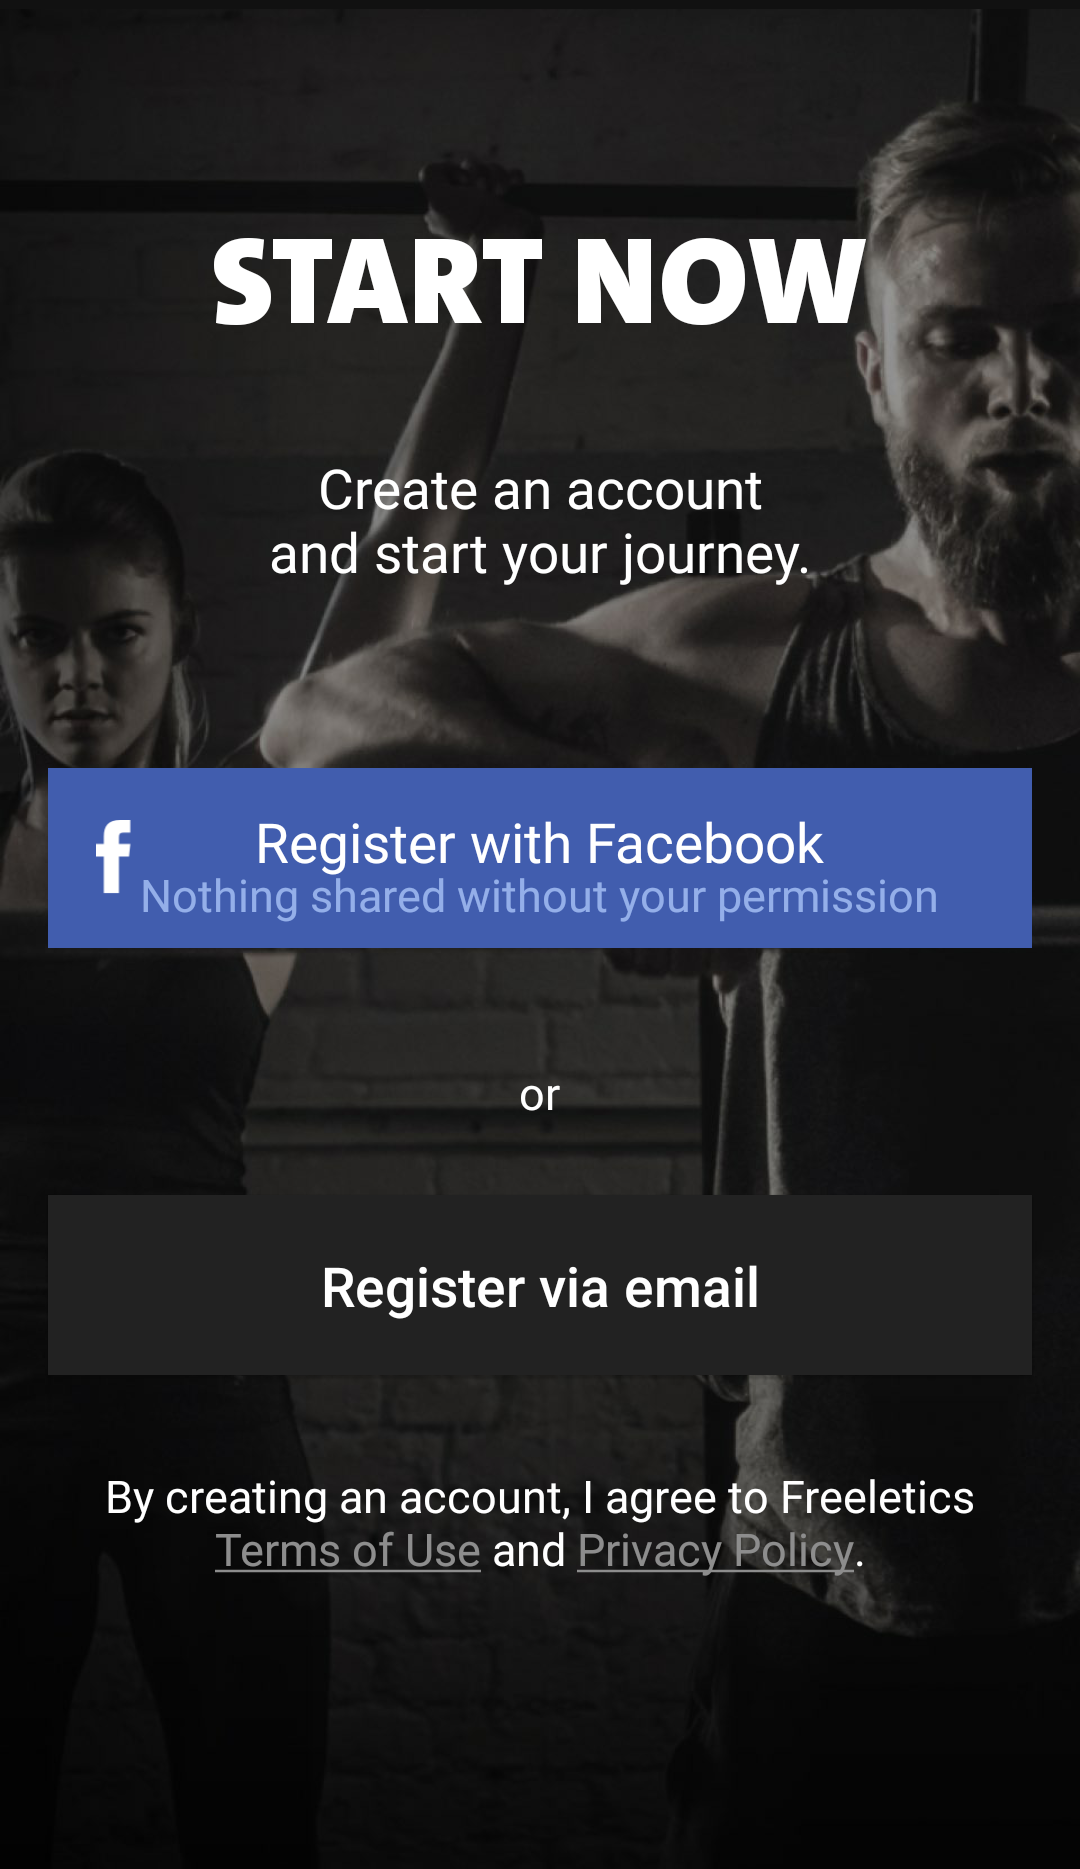 START NOW
Create an account
and start your journey.
Register with Facebook
Nothing shared without your permission
or
Register via email
By creating an account, I agree to Freeletics
Terms of Use and Privacy Policy.